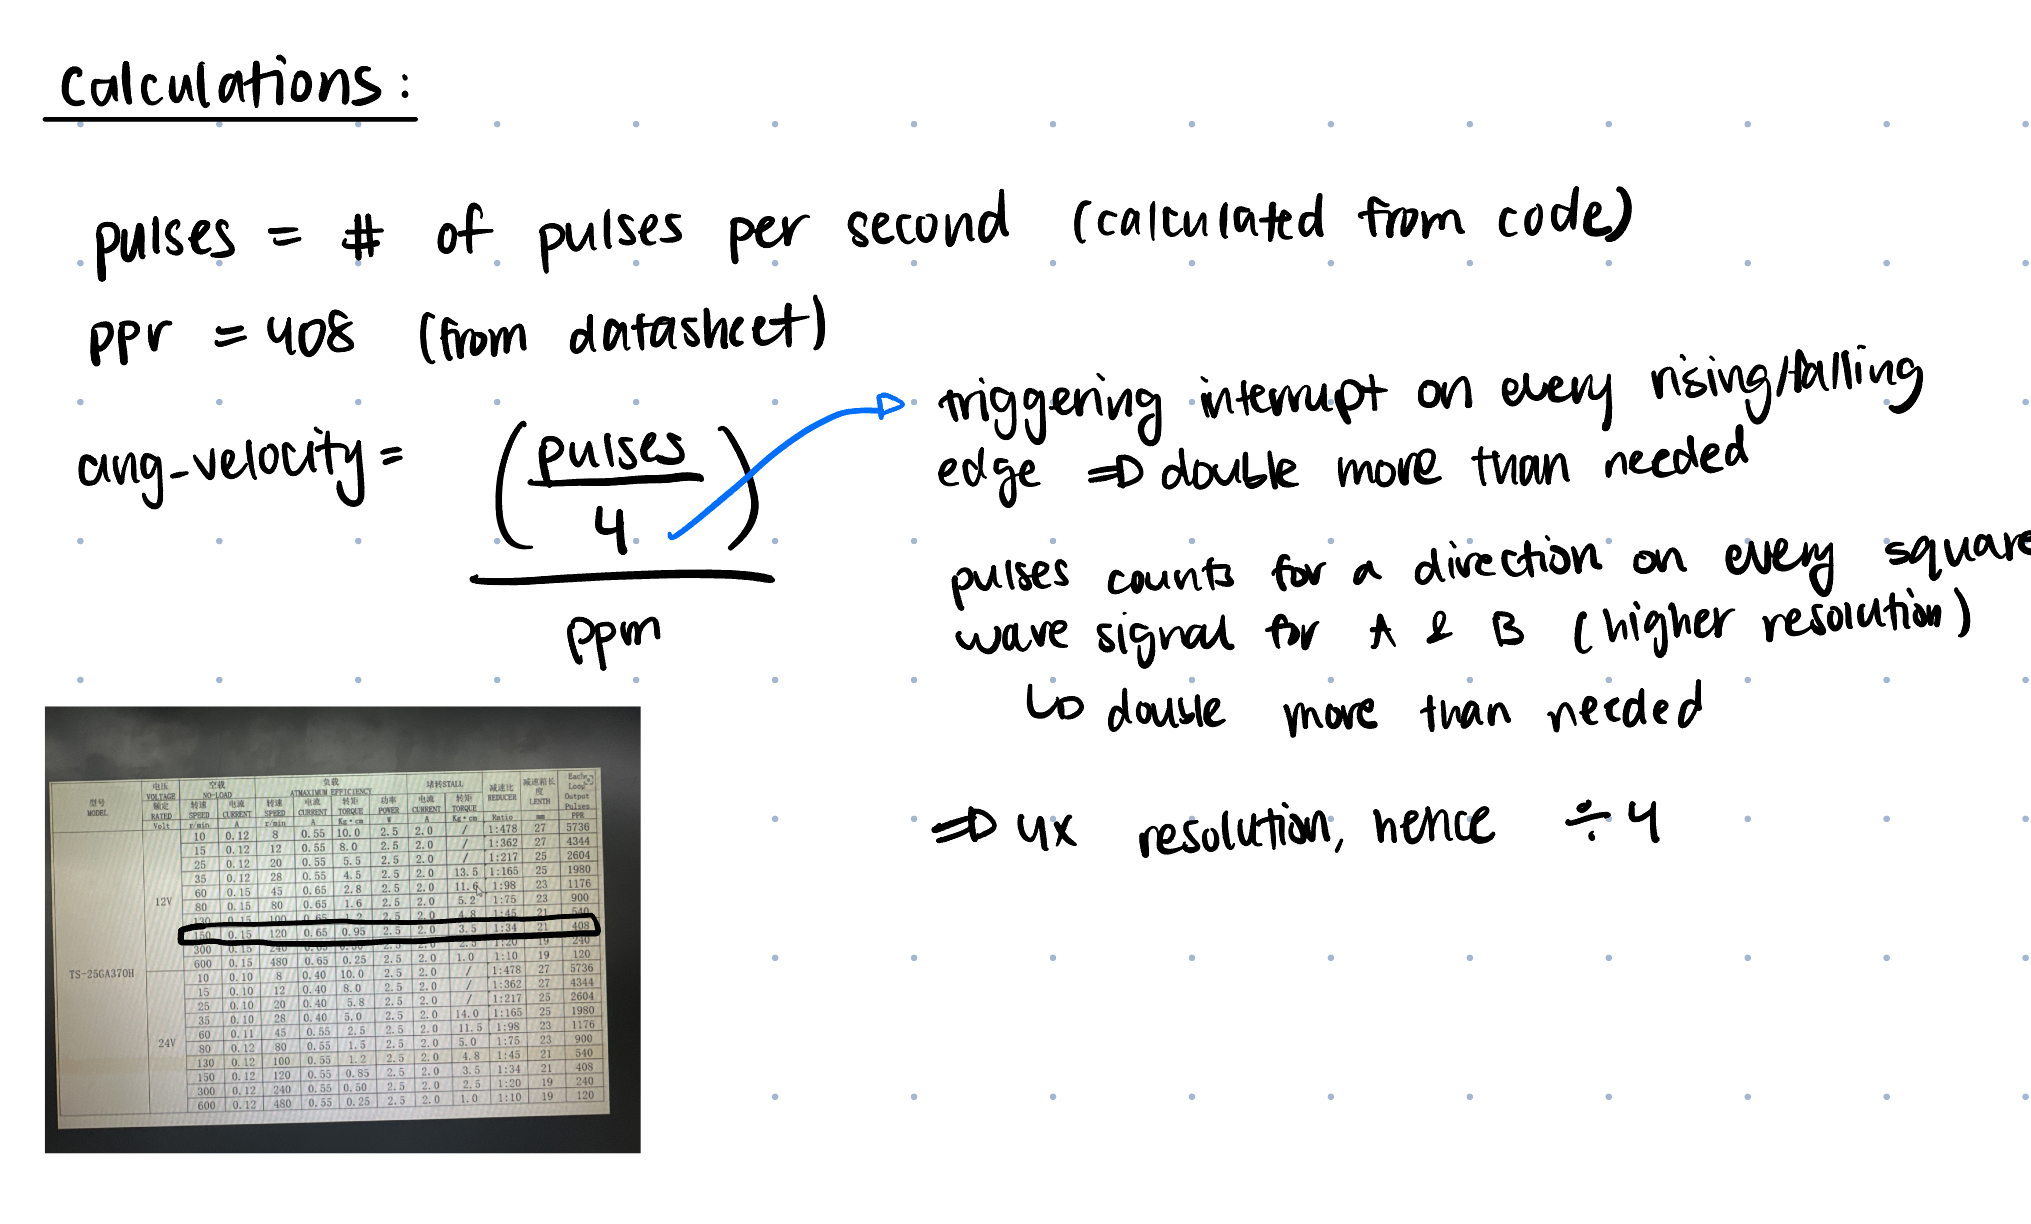 Calculations:
pulses = # of pulses per second (calculated from code)
ppr = 408 (from datasheet)
ang-velocity = (pulses / 4) / ppm
triggering interrupt on every rising/falling
edge ⇒ double more than needed
pulses counts for a direction on every square
wave signal for A & B (higher resolution)
↳ double more than needed
⇒ 4x resolution, hence ÷ 4
型号 MODEL
电压 VOLTAGE 额定 RATED Volt
空载 NO-LOAD
负载 ATMAXIMUM EFFICIENCY
堵转STALL
减速比 REDUCER Ratio
减速箱长度 LENTH mm
Each Loop Output Pulses PPR
转速 SPEED r/min 电流 CURRENT A 转速 SPEED r/min 电流 CURRENT A 转矩 TORQUE Kg·cm 功率 POWER W 电流 CURRENT A 转矩 TORQUE Kg·cm
TS-25GA370H
12V
10 0.12 8 0.55 10.0 2.5 2.0 / 1:478 27 5736
15 0.12 12 0.55 8.0 2.5 2.0 / 1:362 27 4344
25 0.12 20 0.55 5.5 2.5 2.0 / 1:217 25 2604
35 0.12 28 0.55 4.5 2.5 2.0 13.5 1:165 25 1980
60 0.15 45 0.65 2.8 2.5 2.0 11.6 1:98 23 1176
80 0.15 80 0.65 1.6 2.5 2.0 5.2 1:75 23 900
130 0.15 100 0.65 1.2 2.5 2.0 4.8 1:45 21 540
150 0.15 120 0.65 0.95 2.5 2.0 3.5 1:34 21 408
300 0.15 240 0.65 0.50 2.5 2.0 2.5 1:20 19 240
600 0.15 480 0.65 0.25 2.5 2.0 1.0 1:10 19 120
24V
10 0.10 8 0.40 10.0 2.5 2.0 / 1:478 27 5736
15 0.10 12 0.40 8.0 2.5 2.0 / 1:362 27 4344
25 0.10 20 0.40 5.8 2.5 2.0 / 1:217 25 2604
35 0.10 28 0.40 5.0 2.5 2.0 14.0 1:165 25 1980
60 0.11 45 0.55 2.5 2.5 2.0 11.5 1:98 23 1176
80 0.12 80 0.55 1.5 2.5 2.0 5.0 1:75 23 900
130 0.12 100 0.55 1.2 2.5 2.0 4.8 1:45 21 540
150 0.12 120 0.55 0.85 2.5 2.0 3.5 1:34 21 408
300 0.12 240 0.55 0.50 2.5 2.0 2.5 1:20 19 240
600 0.12 480 0.55 0.25 2.5 2.0 1.0 1:10 19 120